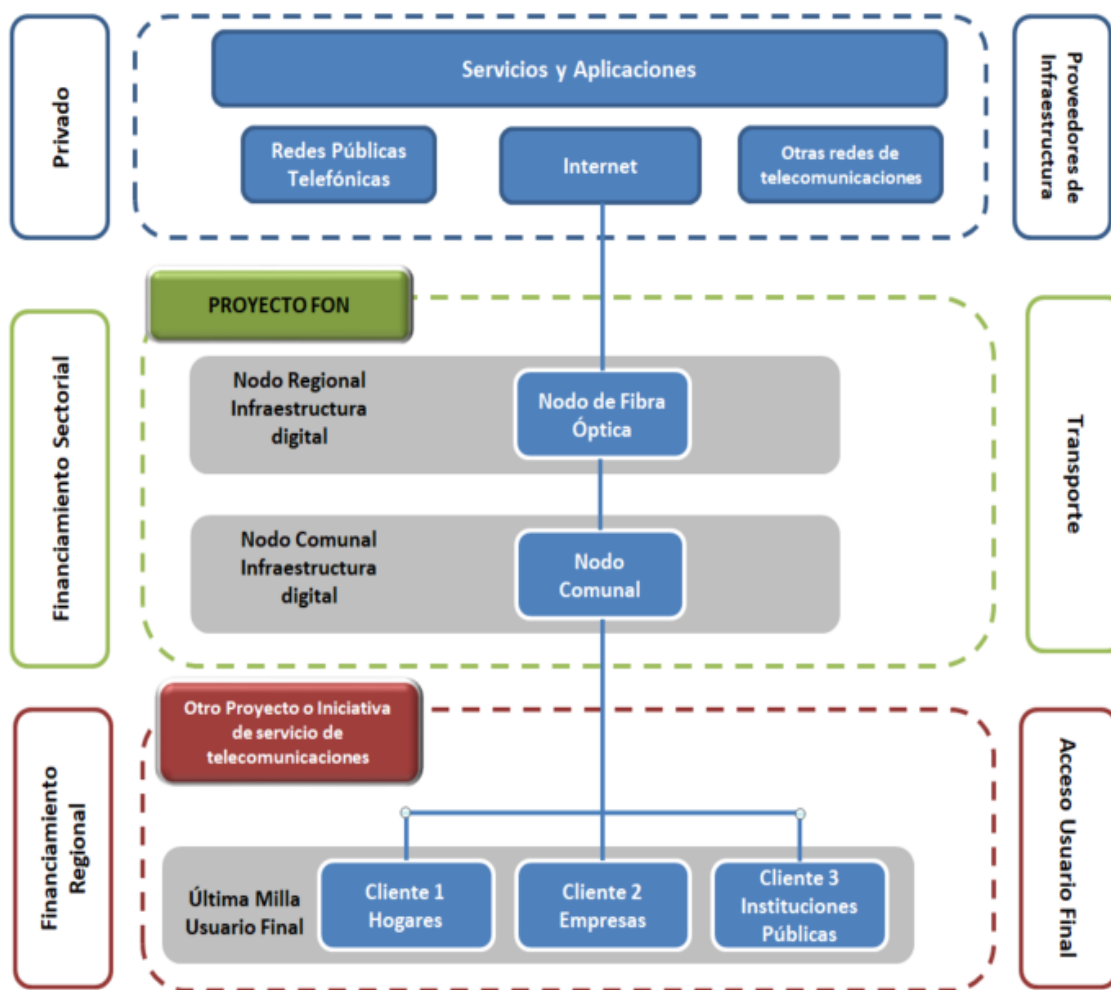 Privado
Servicios y Aplicaciones
Redes Públicas
Telefónicas
Internet
Otras redes de
telecomunicaciones
Proveedores de
Infraestructura
Financiamiento Sectorial
PROYECTO FON
Nodo Regional
Infraestructura
digital
Nodo de Fibra
Óptica
Nodo Comunal
Infraestructura
digital
Nodo
Comunal
Transporte
Financiamiento
Regional
Otro Proyecto o Iniciativa
de servicio de
telecomunicaciones
Última Milla
Usuario Final
Cliente 1
Hogares
Cliente 2
Empresas
Cliente 3
Instituciones
Públicas
Acceso Usuario Final